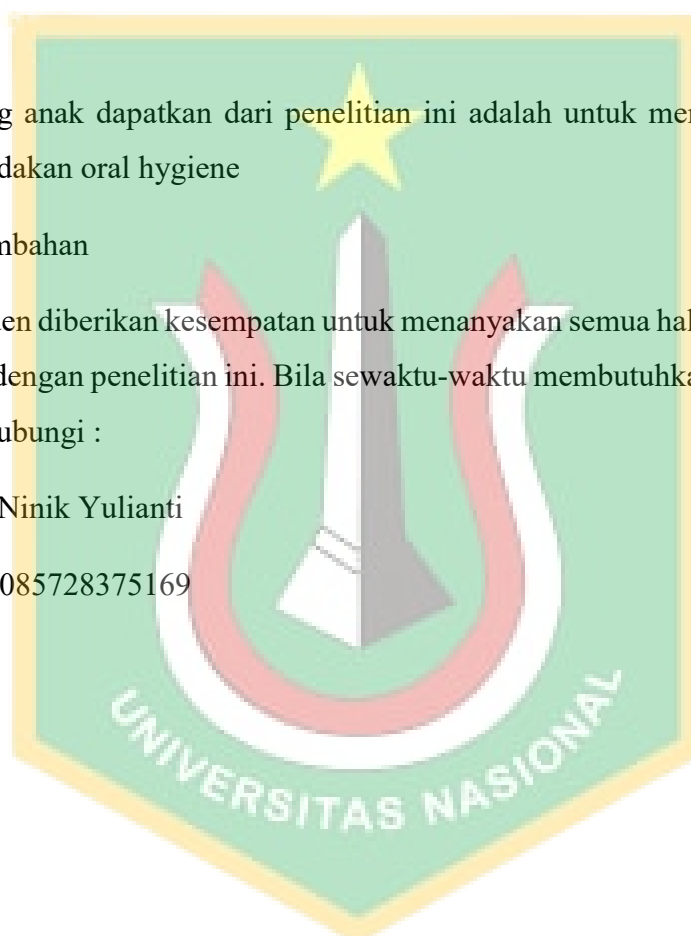 g anak dapatkan dari penelitian ini adalah untuk mer
dakan oral hygiene
mbahan
en diberikan kesempatan untuk menanyakan semua hal
dengan penelitian ini. Bila sewaktu-waktu membutuhka
ubungi :
Ninik Yulianti
085728375169
UNIVERSITAS NASIONAL